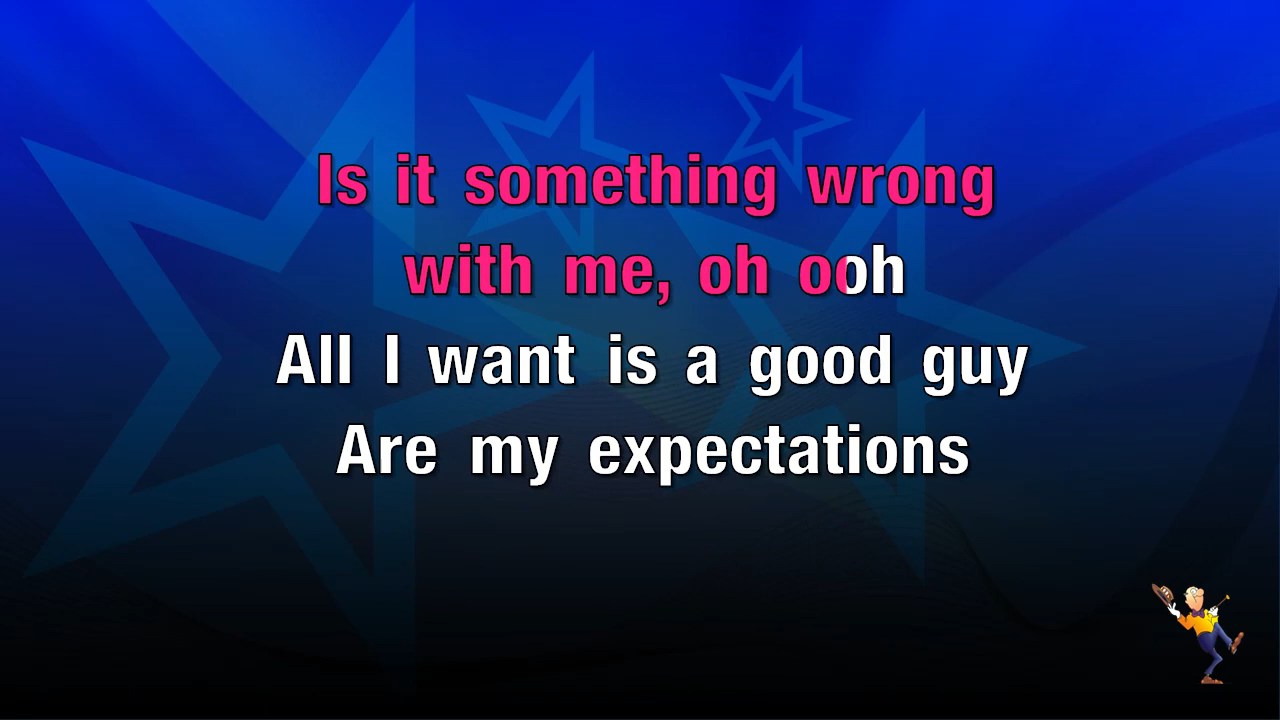 Is it something wrong
with me, oh ooh
All I want is a good guy
Are my expectations